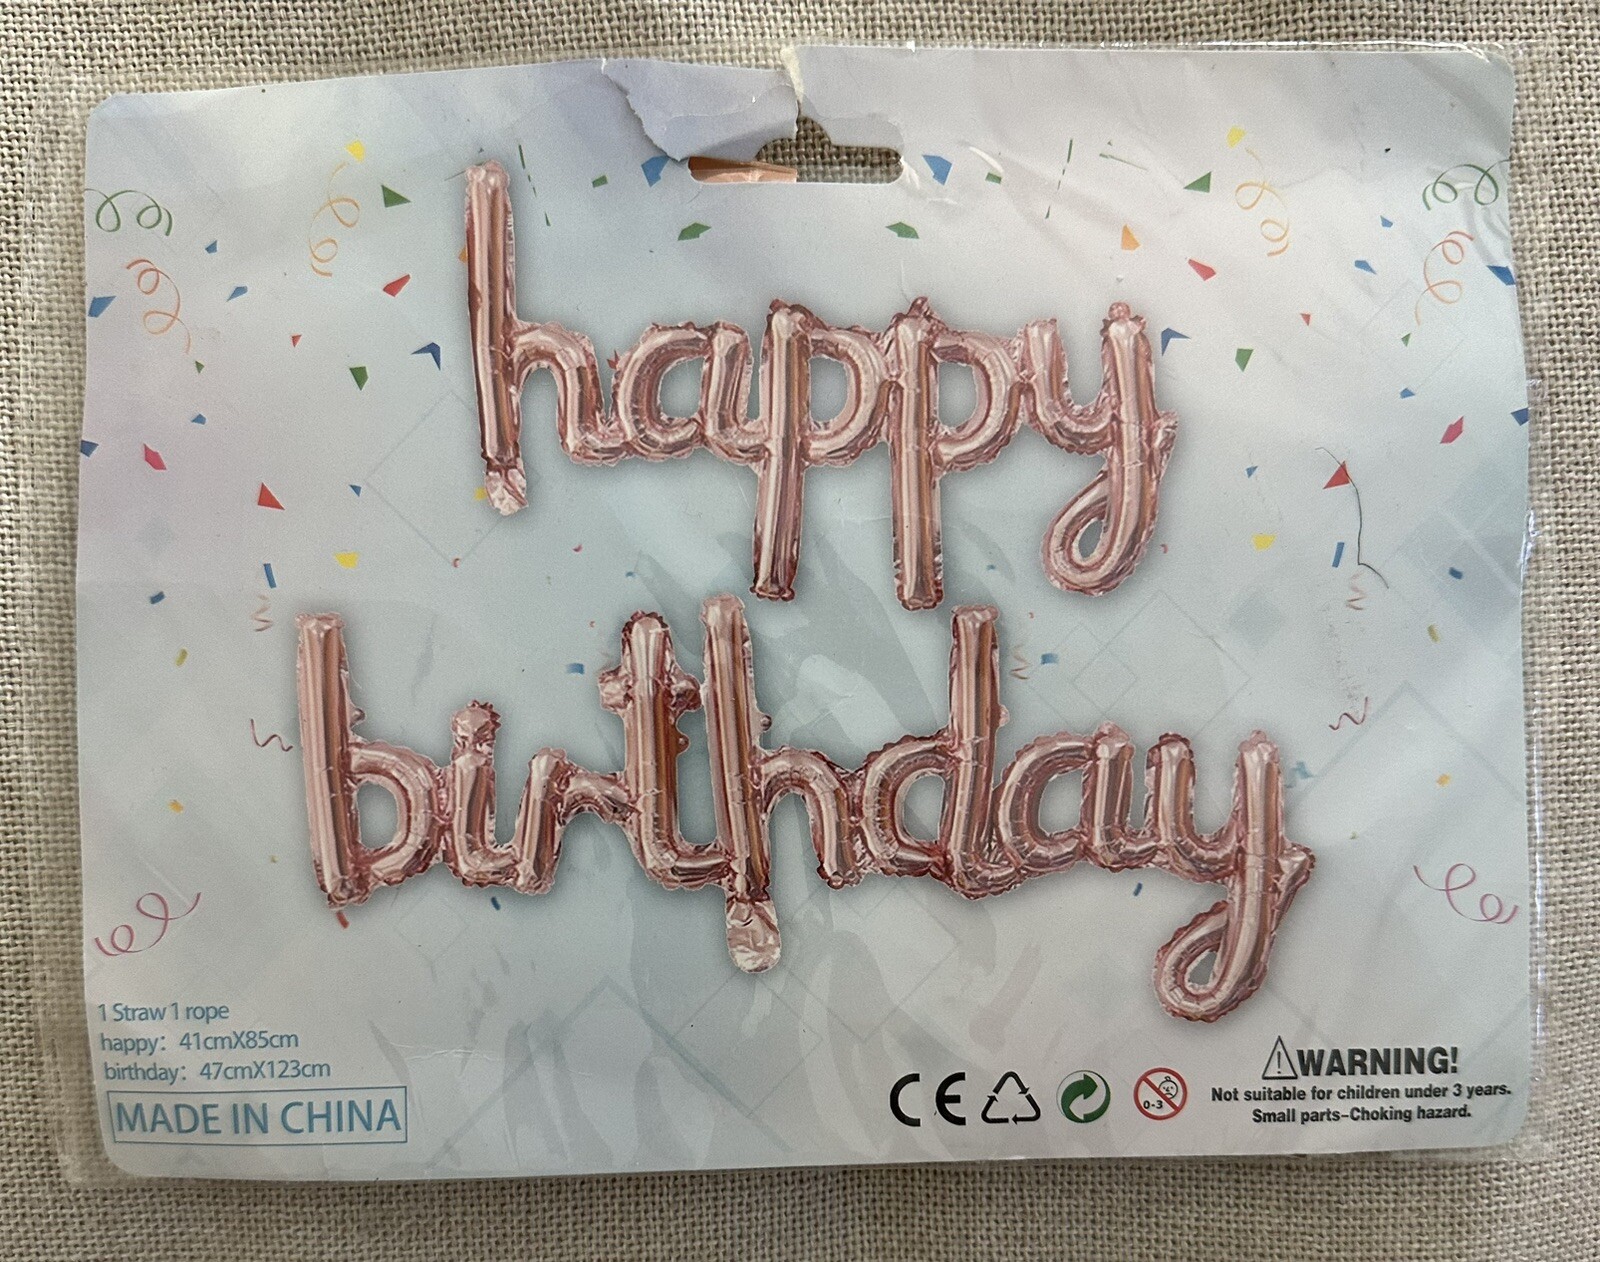 happy
birthday
1 Straw 1 rope
happy: 41cmX85cm
birthday: 47cmX123cm
MADE IN CHINA
CE
0-3
WARNING!
Not suitable for children under 3 years.
Small parts-Choking hazard.